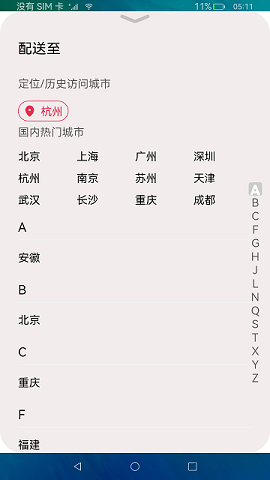 没有 SIM 卡 11% 05:11
配送至
定位/历史访问城市
杭州
国内热门城市
北京 上海 广州 深圳
杭州 南京 苏州 天津
武汉 长沙 重庆 成都
A
安徽
B
北京
C
重庆
F
福建
A
B
C
F
G
H
J
L
N
Q
S
T
X
Y
Z